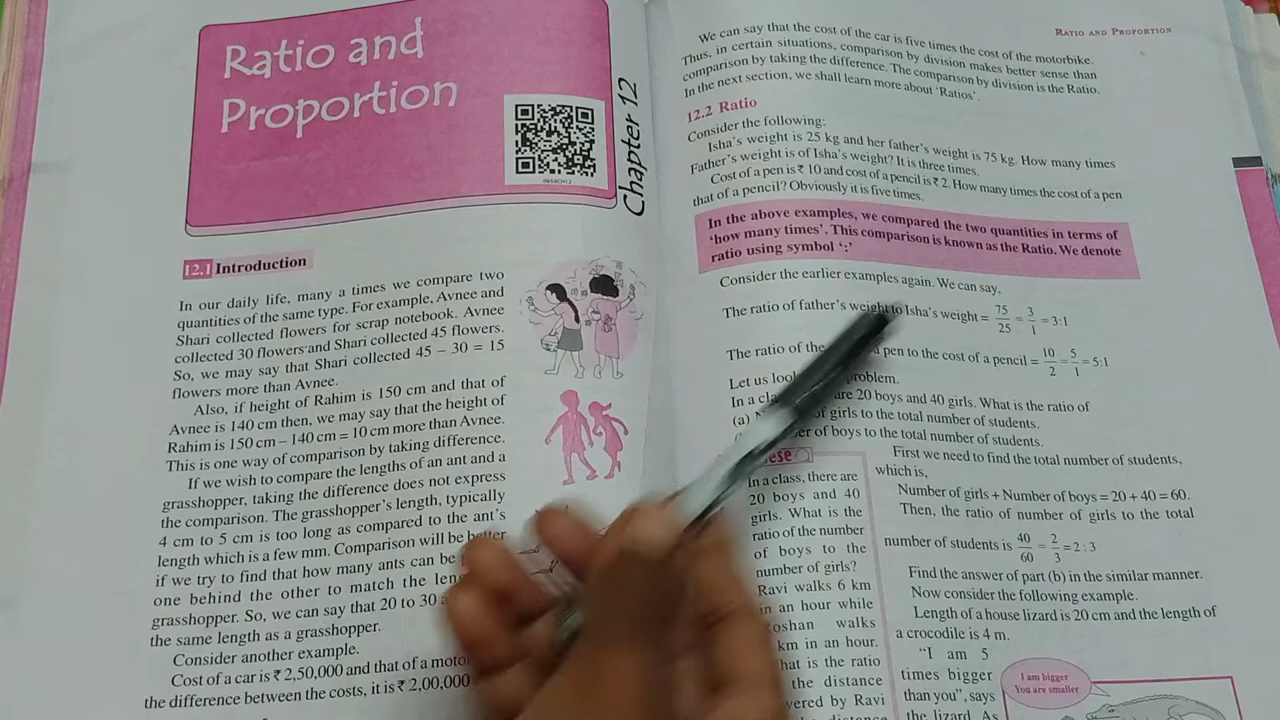 Ratio and
Proportion
Chapter 12
12.1 Introduction
In our daily life, many a times we compare two
quantities of the same type. For example, Avnee and
Shari collected flowers for scrap notebook. Avnee
collected 30 flowers and Shari collected 45 flowers.
So, we may say that Shari collected 45 – 30 = 15
flowers more than Avnee.
Also, if height of Rahim is 150 cm and that of
Avnee is 140 cm then, we may say that the height of
Rahim is 150 cm – 140 cm = 10 cm more than Avnee.
This is one way of comparison by taking difference.
If we wish to compare the lengths of an ant and a
grasshopper, taking the difference does not express
the comparison. The grasshopper's length, typically
4 cm to 5 cm is too long as compared to the ant's
length which is a few mm. Comparison will be better
if we try to find that how many ants can be
one behind the other to match the
grasshopper. So, we can say that 20 to 30
the same length as a grasshopper.
Consider another example.
Cost of a car is ₹ 2,50,000 and that of a
the difference between the costs, it is ₹ 2,00,000
RATIO AND PROPORTION
We can say that the cost of the car is five times the cost of the motorbike.
Thus, in certain situations, comparison by division makes better sense than
comparison by taking the difference. The comparison by division is the Ratio.
In the next section, we shall learn more about 'Ratios'.
12.2 Ratio
Consider the following:
Isha's weight is 25 kg and her father's weight is 75 kg. How many times
Father's weight is of Isha's weight? It is three times.
Cost of a pen is ₹ 10 and cost of a pencil is ₹ 2. How many times the cost of a pen
that of a pencil? Obviously it is five times.
In the above examples, we compared the two quantities in terms of
'how many times'. This comparison is known as the Ratio. We denote
ratio using symbol ':'
Consider the earlier examples again. We can say,
The ratio of father's weight to Isha's weight = 75/25 = 3/1 = 3:1
The ratio of the pen to the cost of a pencil = 10/2 = 5/1 = 5:1
Let us problem.
In a are 20 boys and 40 girls. What is the ratio of
(a) of girls to the total number of students.
of boys to the total number of students.
In a class, there are
20 boys and 40
girls. What is the
ratio of the number
of boys to the
number of girls?
Ravi walks 6 km
in an hour while
walks
km in an hour.
is the ratio
the distance
by Ravi
First we need to find the total number of students,
which is,
Number of girls + Number of boys = 20 + 40 = 60.
Then, the ratio of number of girls to the total
number of students is 40/60 = 2/3 = 2 : 3
Find the answer of part (b) in the similar manner.
Now consider the following example.
Length of a house lizard is 20 cm and the length of
a crocodile is 4 m.
"I am 5
times bigger
than you", says
the lizard. As
I am bigger
You are smaller